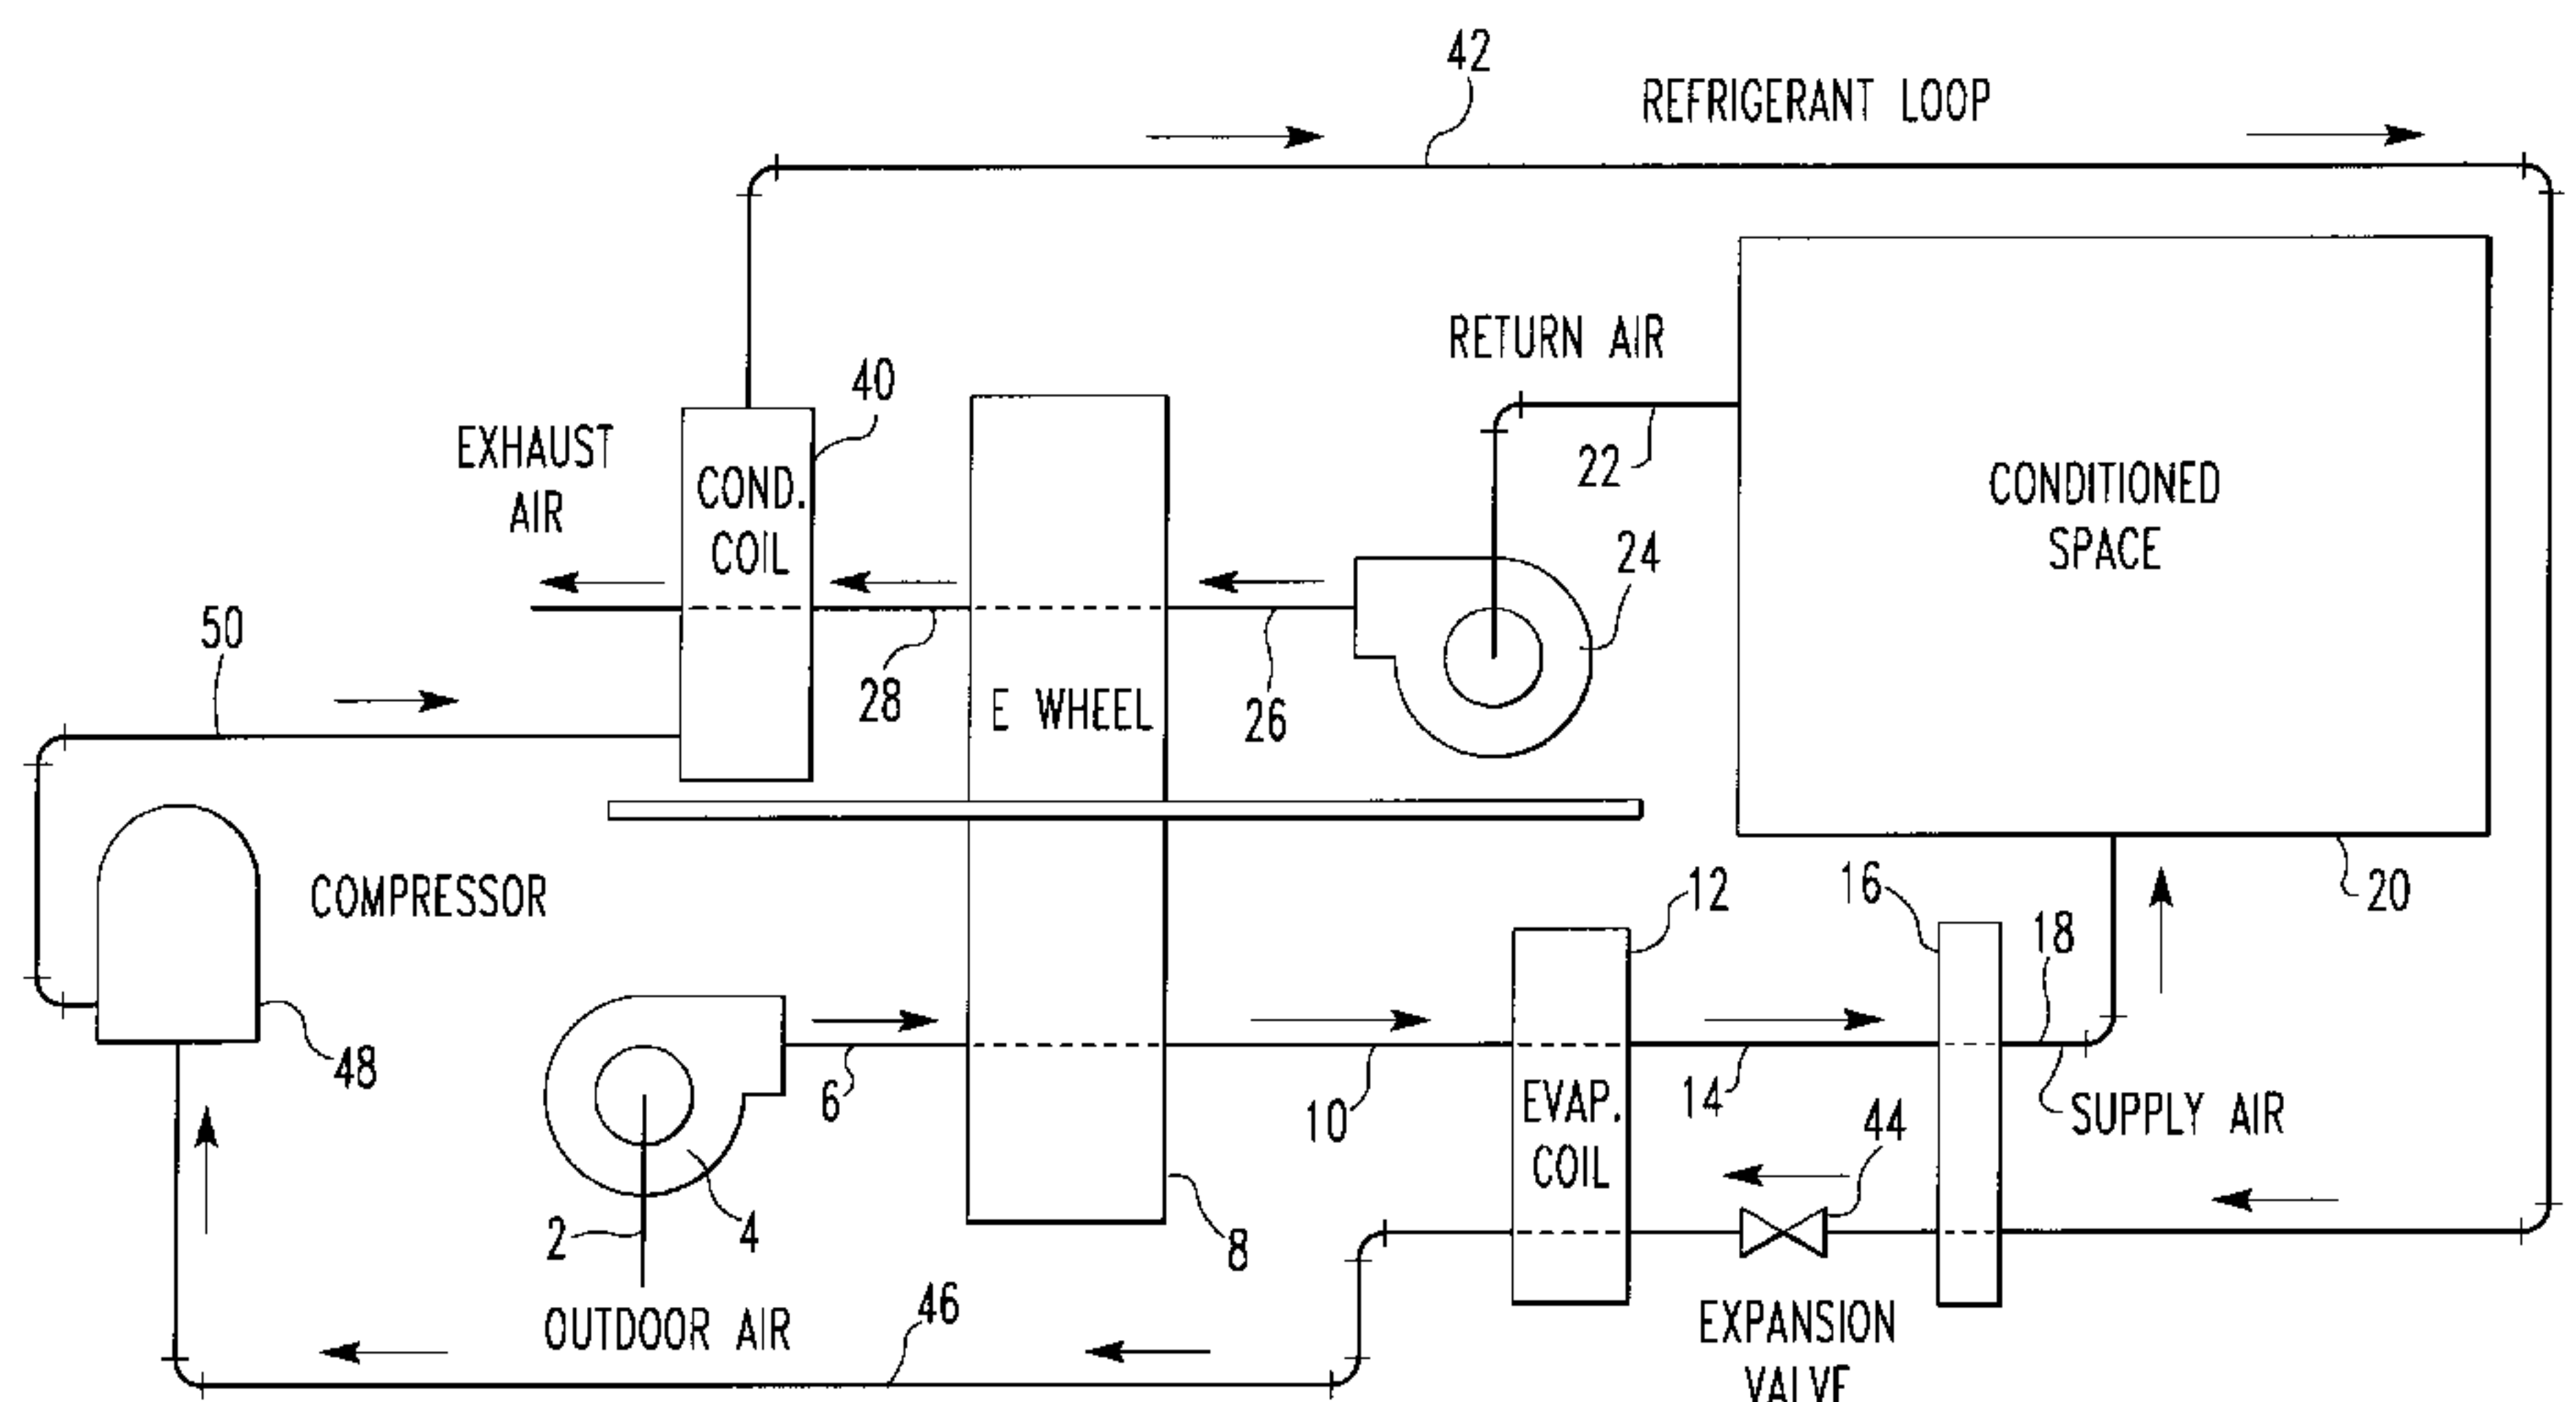 42
REFRIGERANT LOOP
RETURN AIR
40
EXHAUST
AIR
COND.
COIL
22
CONDITIONED
SPACE
24
50
28
E WHEEL
26
COMPRESSOR
12
16
20
18
48
6
10
EVAP.
COIL
14
SUPPLY AIR
44
2
4
8
OUTDOOR AIR
46
EXPANSION
VALVE